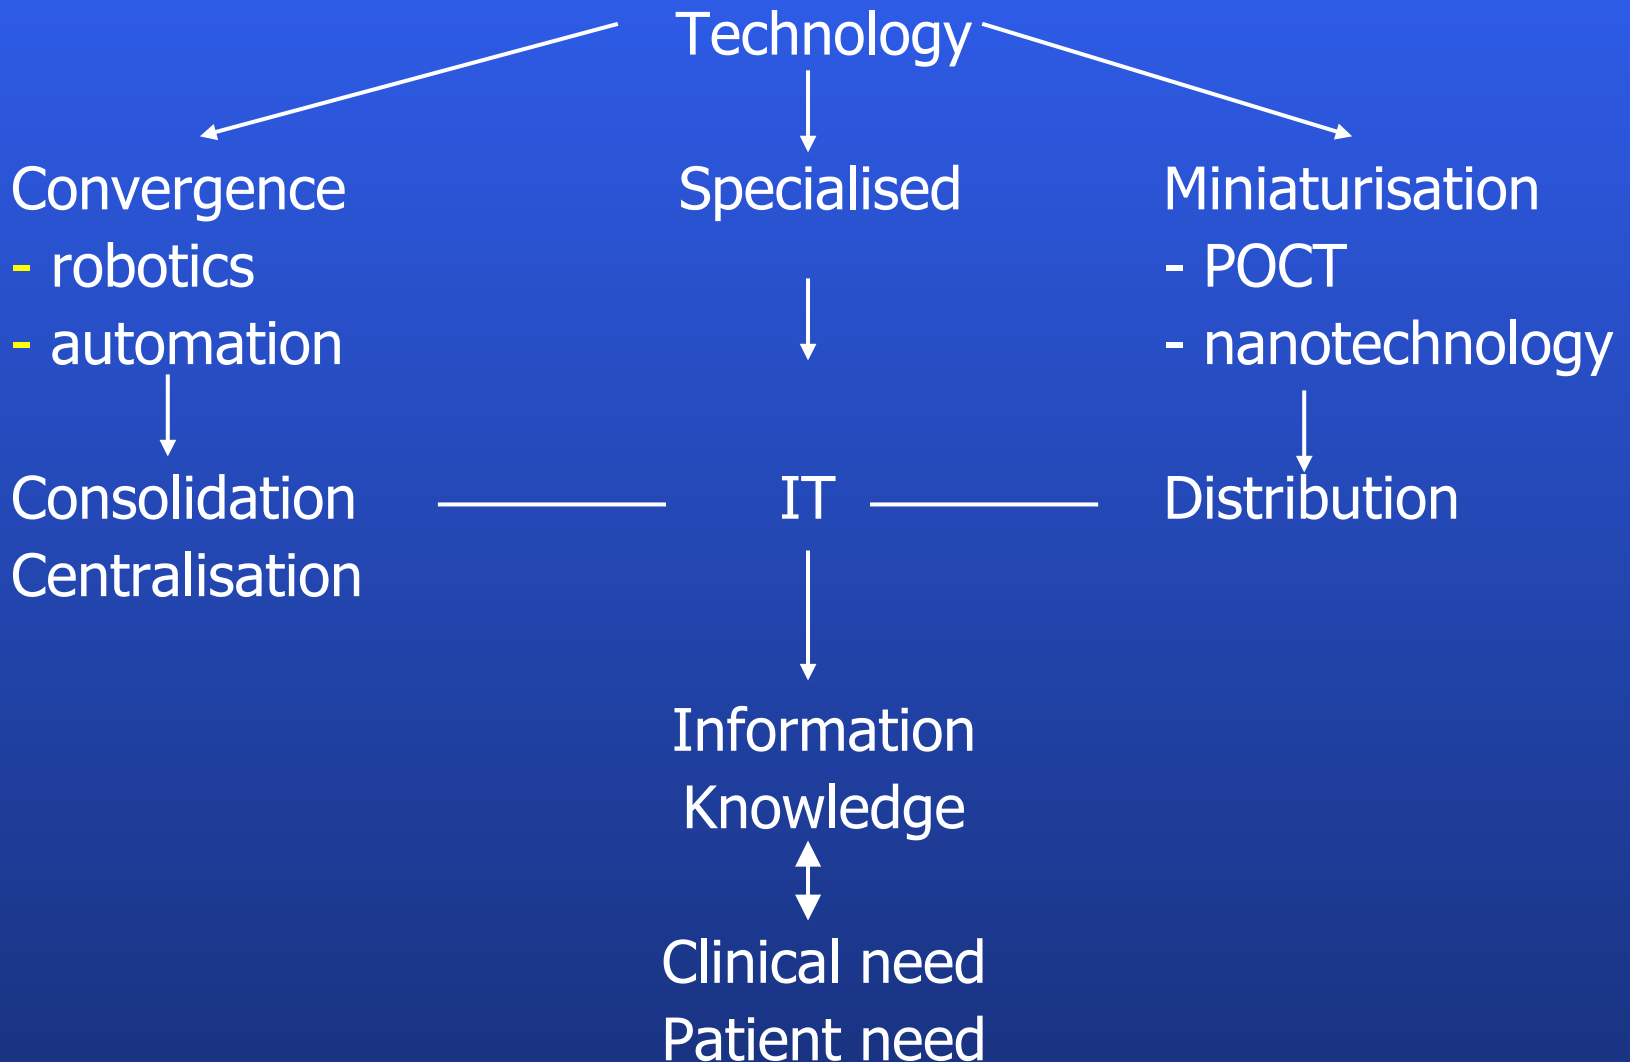 Technology
Convergence
- robotics
- automation
Specialised
Miniaturisation
- POCT
- nanotechnology
Consolidation
Centralisation
IT
Distribution
Information
Knowledge
Clinical need
Patient need